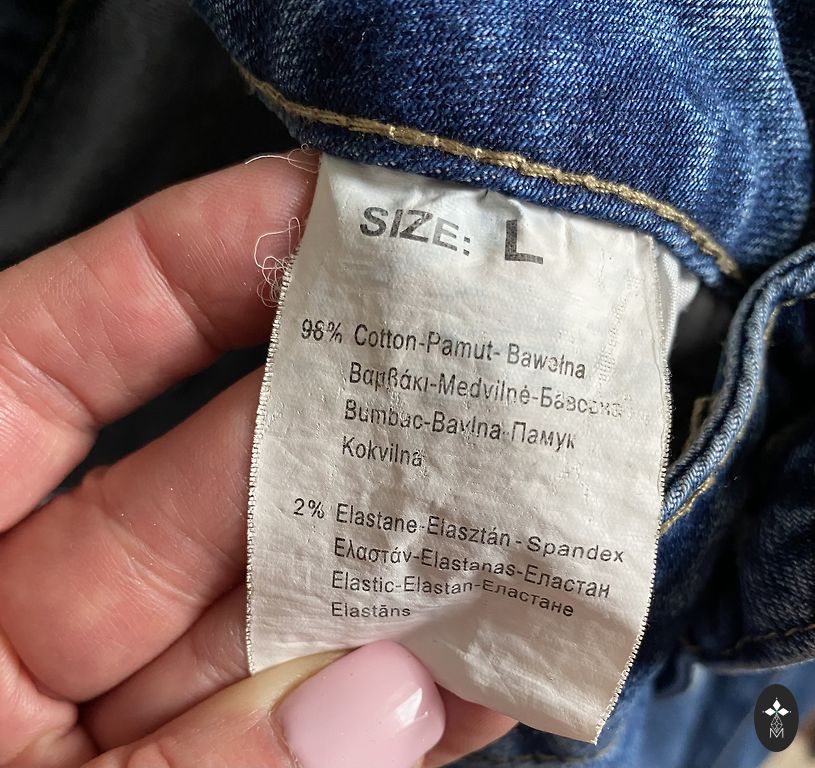 SIZE: L
98% Cotton-Pamut-Bawełna
Βαμβάκι-Medvilnė-Бавовна
Bumbac-Bavlna-Памук
Kokvilna
2% Elastane-Elasztán-Spandex
Ελαστάν-Elastanas-Еластан
Elastic-Elastan-Еластане
Elastāns
M